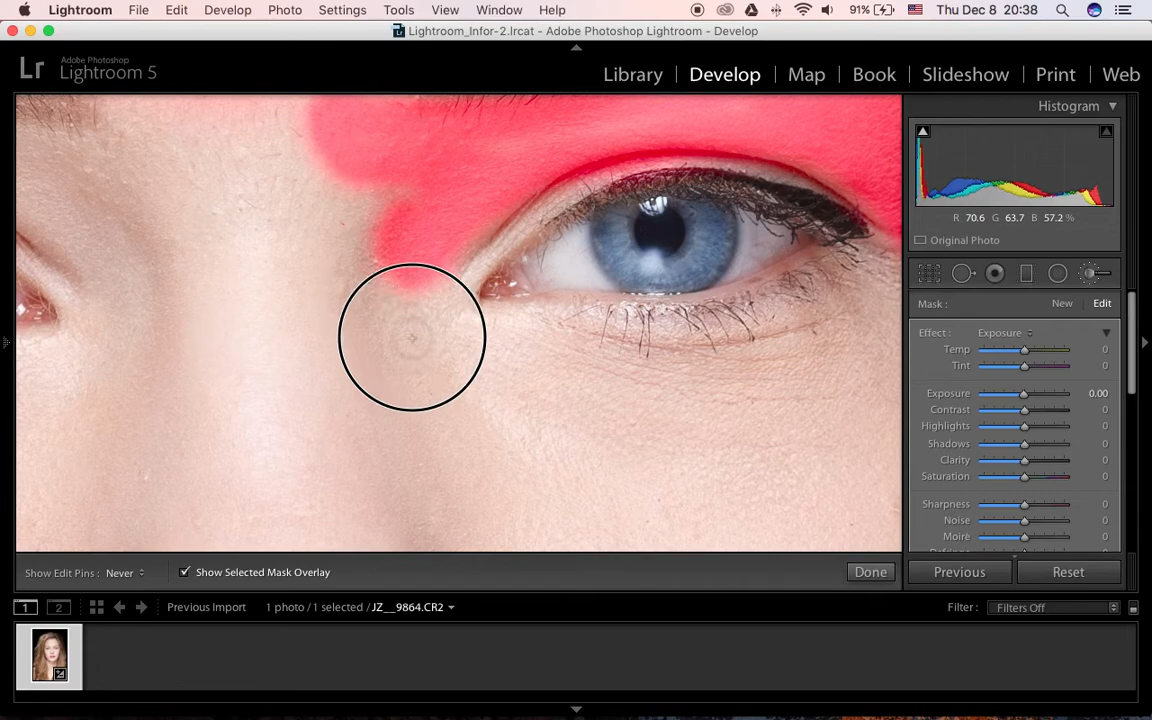 Lightroom File Edit Develop Photo Settings Tools View Window Help 91% Thu Dec 8 20:38
Lightroom_Infor-2.lrcat - Adobe Photoshop Lightroom - Develop
Lr Adobe Photoshop
Lightroom 5
Library Develop Map Book Slideshow Print Web
Histogram
R 70.6 G 63.7 B 57.2 %
Original Photo
Mask : New Edit
Effect : Exposure
Temp 0
Tint 0
Exposure 0.00
Contrast 0
Highlights 0
Shadows 0
Clarity 0
Saturation 0
Sharpness 0
Noise 0
Moiré 0
Show Edit Pins : Never Show Selected Mask Overlay Done Previous Reset
1 2 Previous Import 1 photo / 1 selected / JZ__9864.CR2 Filter : Filters Off